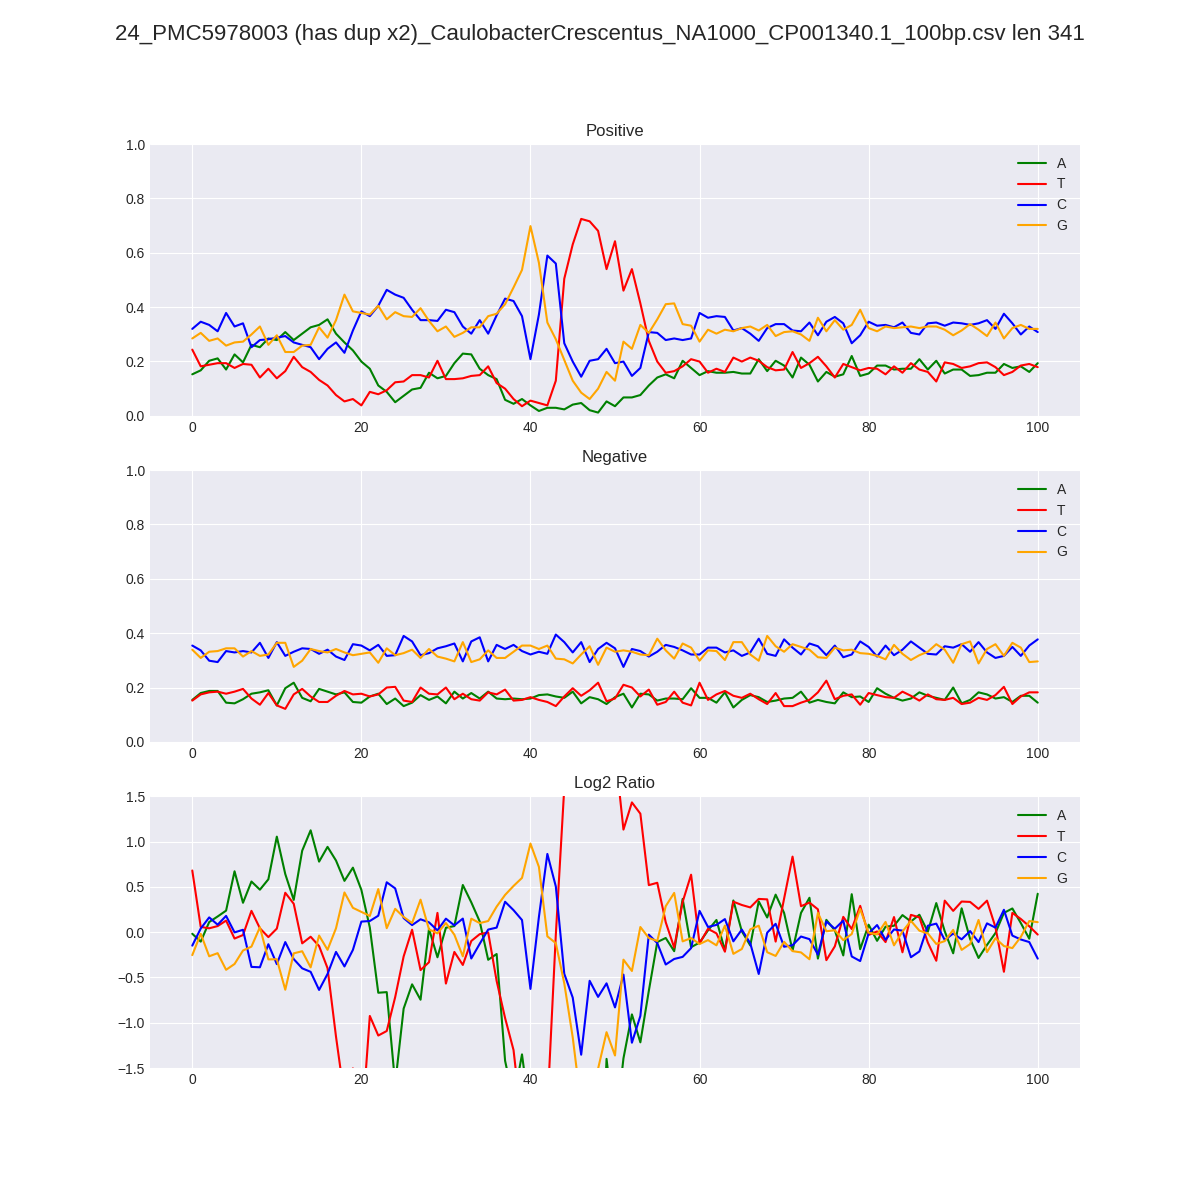 24_PMC5978003 (has dup x2)_CaulobacterCrescentus_NA1000_CP001340.1_100bp.csv len 341
Positive
1.0
0.8
0.6
0.4
0.2
0.0
0 20 40 60 80 100
A
T
C
G
Negative
1.0
0.8
0.6
0.4
0.2
0.0
0 20 40 60 80 100
A
T
C
G
Log2 Ratio
1.5
1.0
0.5
0.0
−0.5
−1.0
−1.5
0 20 40 60 80 100
A
T
C
G